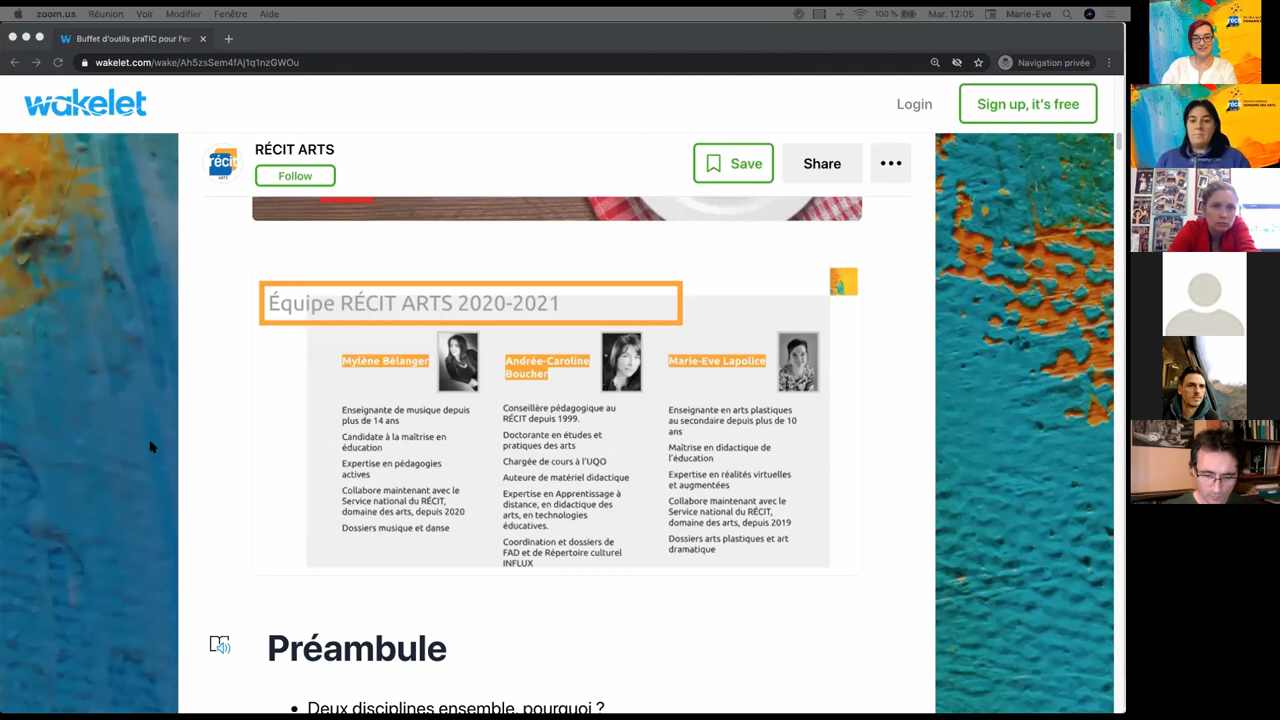 zoom.us Réunion Voir Modifier Fenêtre Aide 100 % Mar. 12:05 Marie-Eve
Buffet d'outils praTIC pour l'en
wakelet.com/wake/Ah5zsSem4fAj1q1nzGWOu Navigation privée
wakelet Login Sign up, it's free
récit ARTS
RÉCIT ARTS
Follow
Save Share
Équipe RÉCIT ARTS 2020-2021
Mylène Bélanger
Enseignante de musique depuis
plus de 14 ans
Candidate à la maîtrise en
éducation
Expertise en pédagogies
actives
Collabore maintenant avec le
Service national du RÉCIT,
domaine des arts, depuis 2020
Dossiers musique et danse
Andrée-Caroline
Boucher
Conseillère pédagogique au
RÉCIT depuis 1999.
Doctorante en études et
pratiques des arts
Chargée de cours à l'UQO
Auteure de matériel didactique
Expertise en Apprentissage à
distance, en didactique des
arts, en technologies
éducatives.
Coordination et dossiers de
FAD et de Répertoire culturel
INFLUX
Marie-Eve Lapolice
Enseignante en arts plastiques
au secondaire depuis plus de 10
ans
Maîtrise en didactique de
l'éducation
Expertise en réalités virtuelles
et augmentées
Collabore maintenant avec le
Service national du RÉCIT,
domaine des arts, depuis 2019
Dossiers arts plastiques et art
dramatique
Préambule
• Deux disciplines ensemble, pourquoi ?